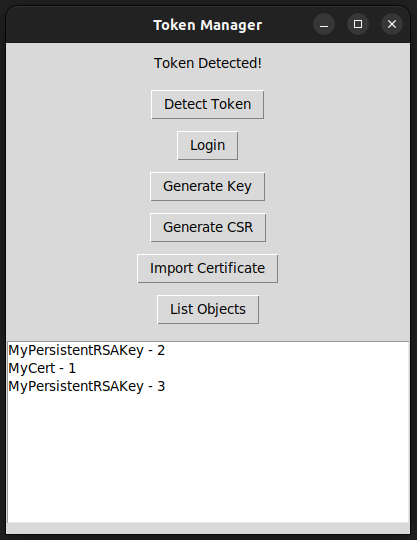 Token Manager
Token Detected!
Detect Token
Login
Generate Key
Generate CSR
Import Certificate
List Objects
MyPersistentRSAKey - 2
MyCert - 1
MyPersistentRSAKey - 3